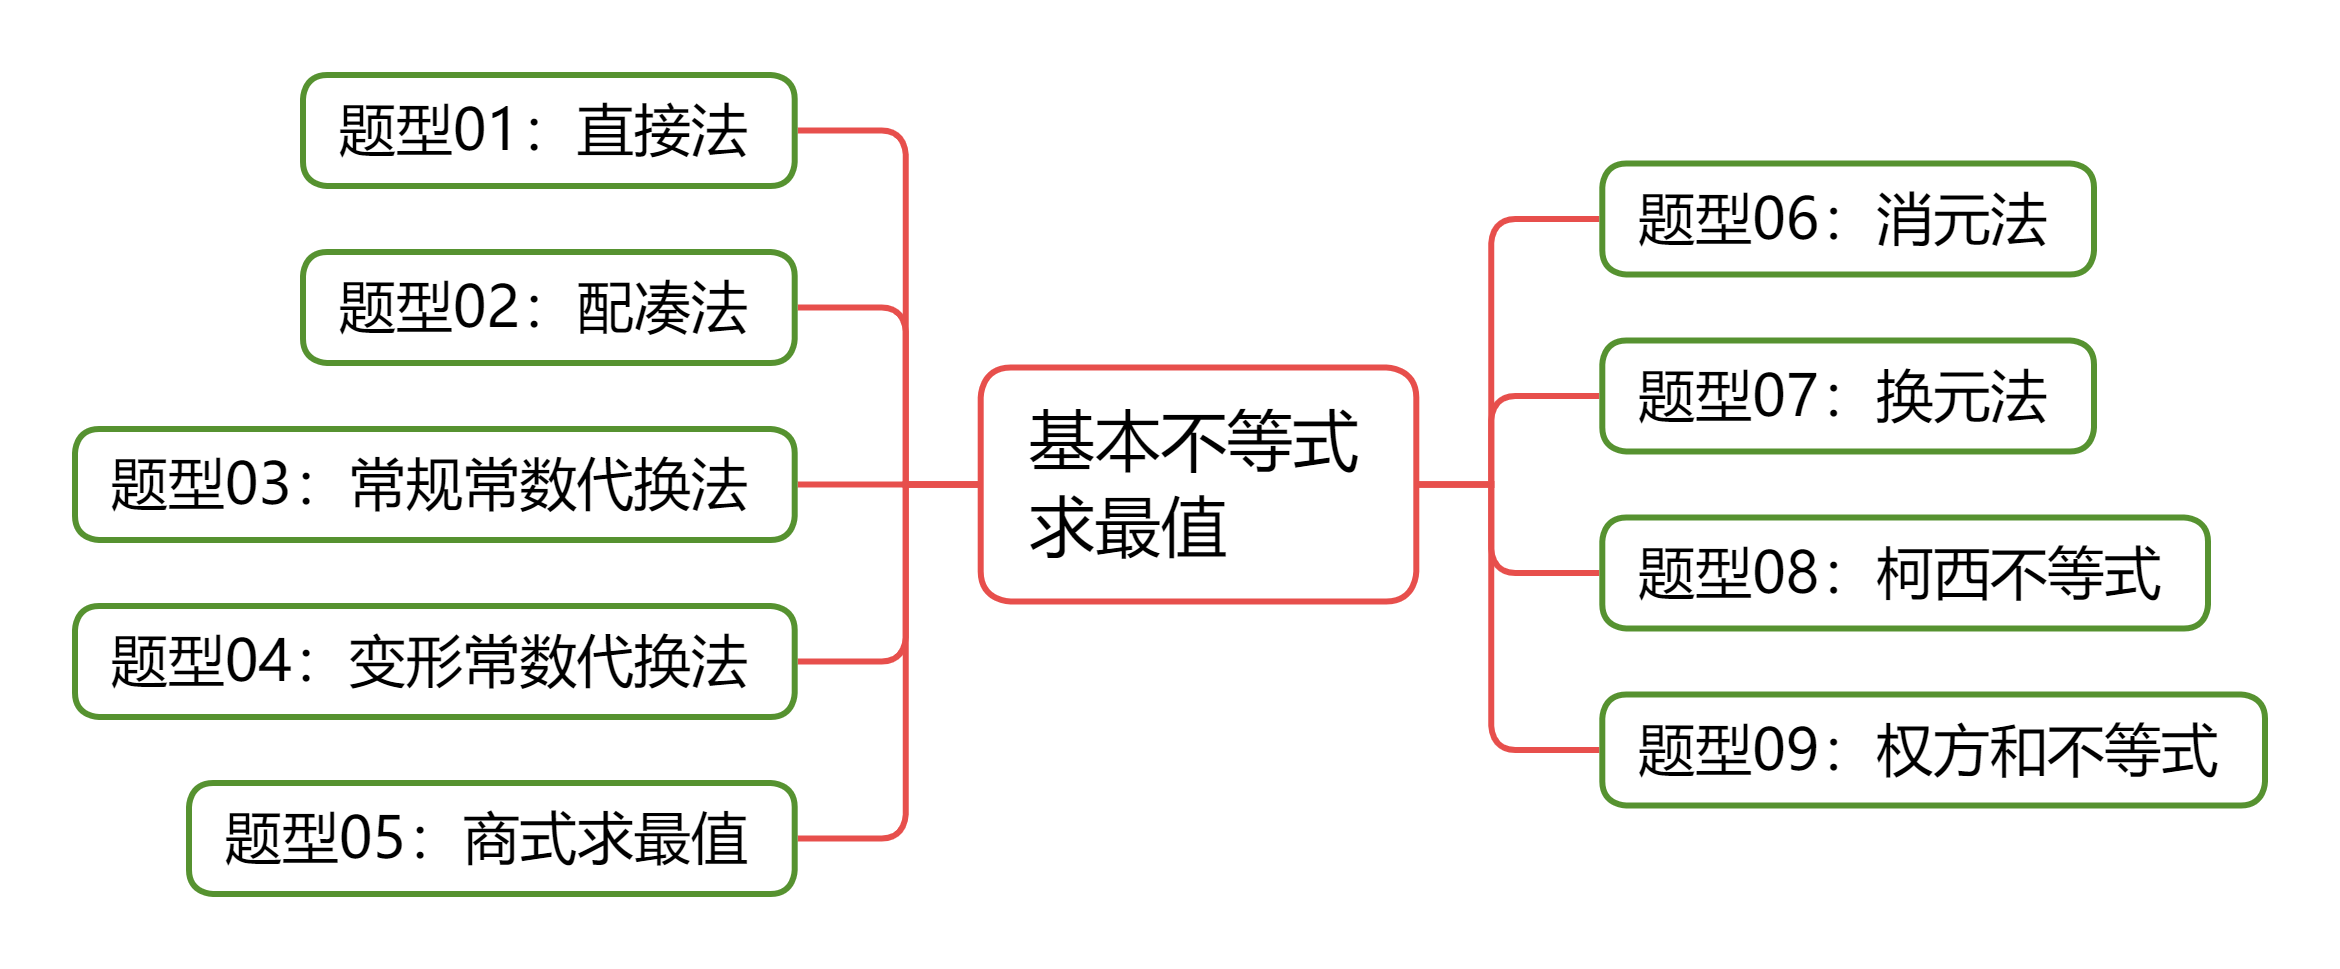 题型01：直接法
题型02：配凑法
题型03：常规常数代换法
题型04：变形常数代换法
题型05：商式求最值
基本不等式
求最值
题型06：消元法
题型07：换元法
题型08：柯西不等式
题型09：权方和不等式